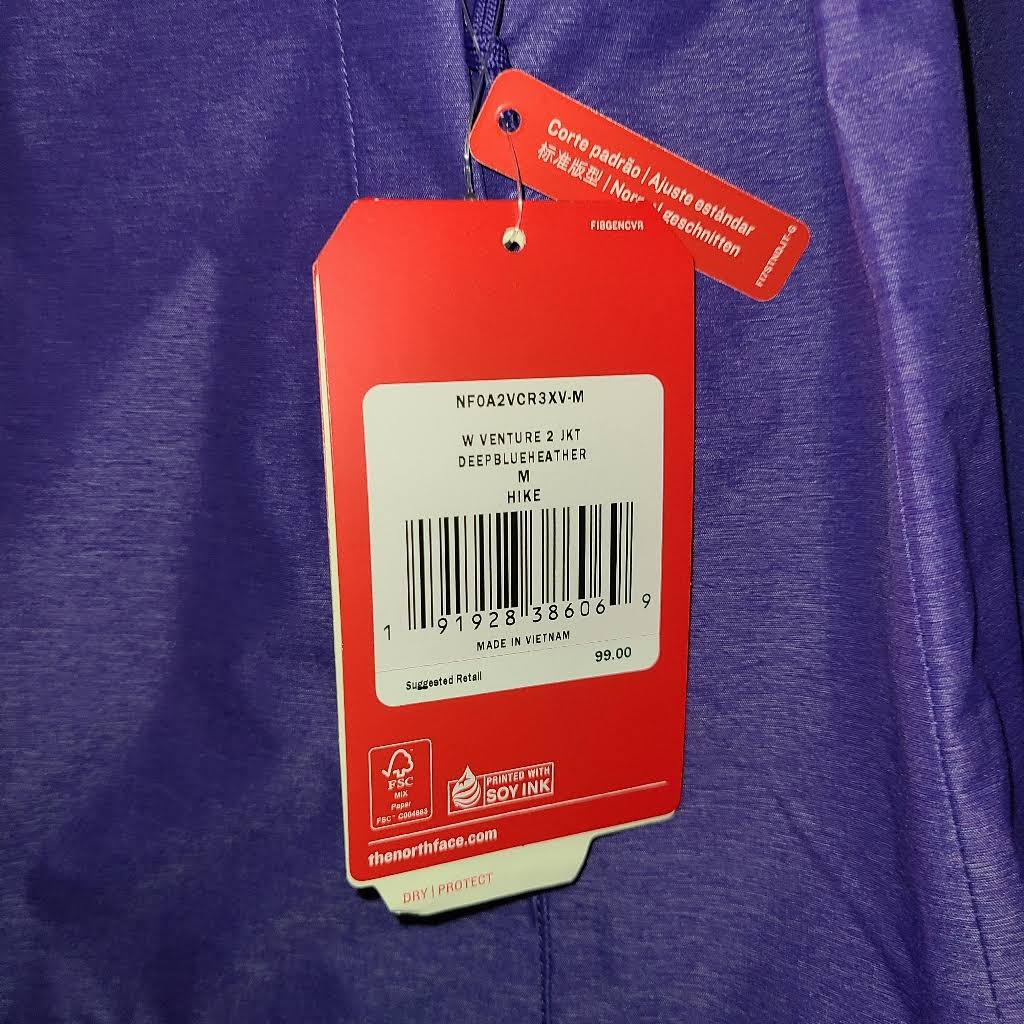 Corte padrão | Ajuste estándar
标准版型 | geschnitten
F18GENCVR
NF0A2VCR3XV-M
W VENTURE 2 JKT
DEEPBLUEHEATHER
M
HIKE
1 91928 38606 9
MADE IN VIETNAM
99.00
Suggested Retail
FSC
MIX
Paper
FSC™ C004863
PRINTED WITH
SOY INK
thenorthface.com
DRY | PROTECT